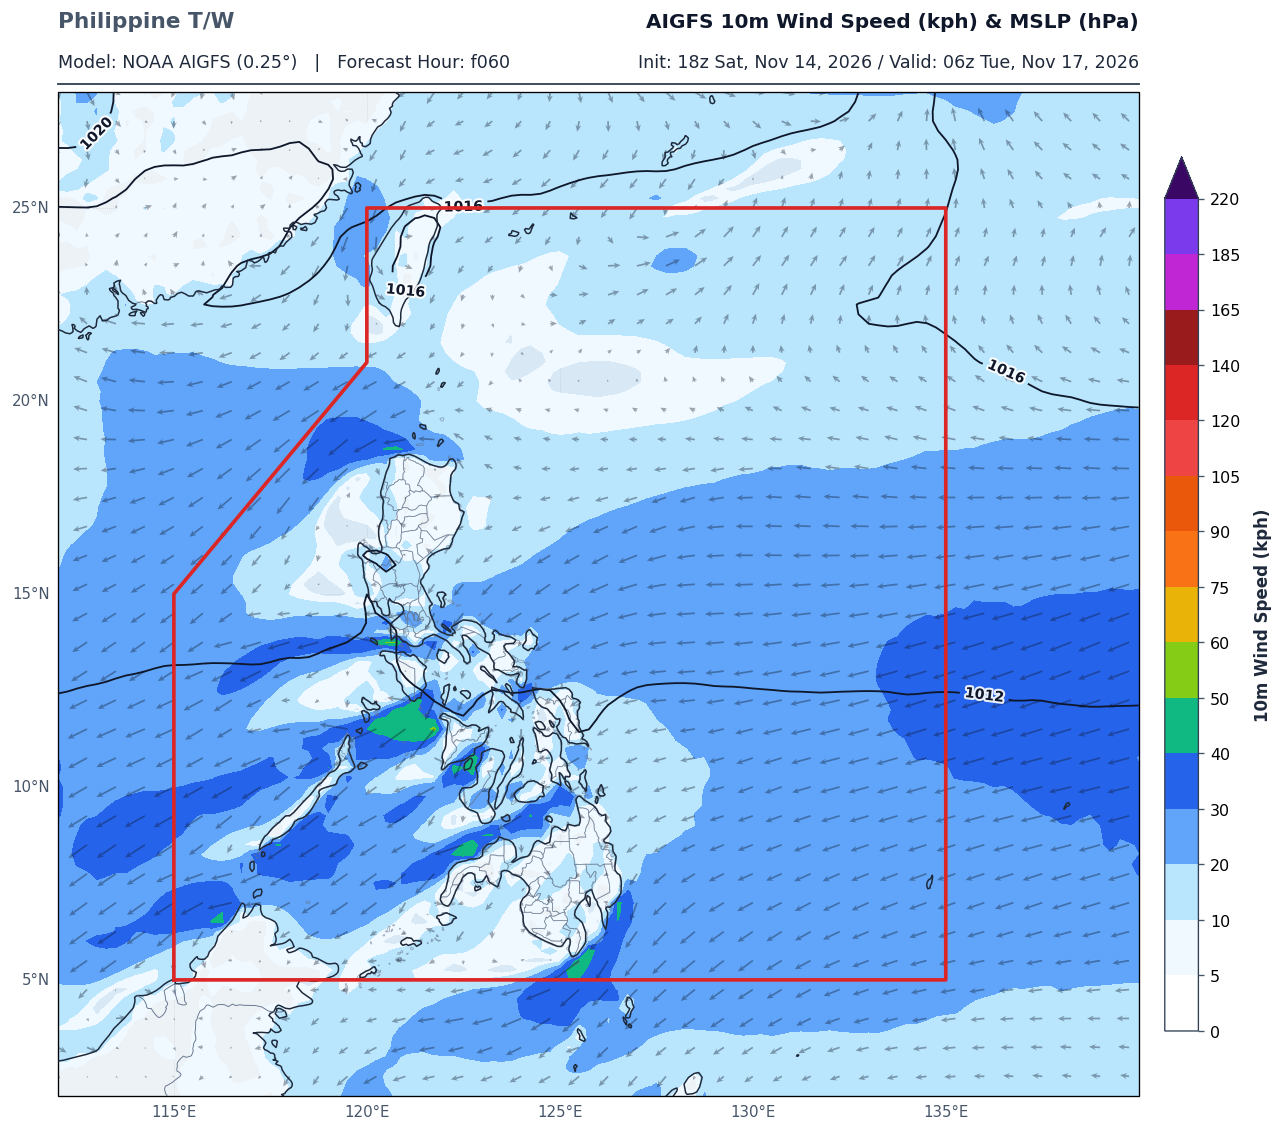 Philippine T/W
AIGFS 10m Wind Speed (kph) & MSLP (hPa)
Model: NOAA AIGFS (0.25°)   |   Forecast Hour: f060
Init: 18z Sat, Nov 14, 2026 / Valid: 06z Tue, Nov 17, 2026
1020
1016
1016
1016
1012
25°N
20°N
15°N
10°N
5°N
115°E
120°E
125°E
130°E
135°E
220
185
165
140
120
105
90
75
60
50
40
30
20
10
5
0
10m Wind Speed (kph)